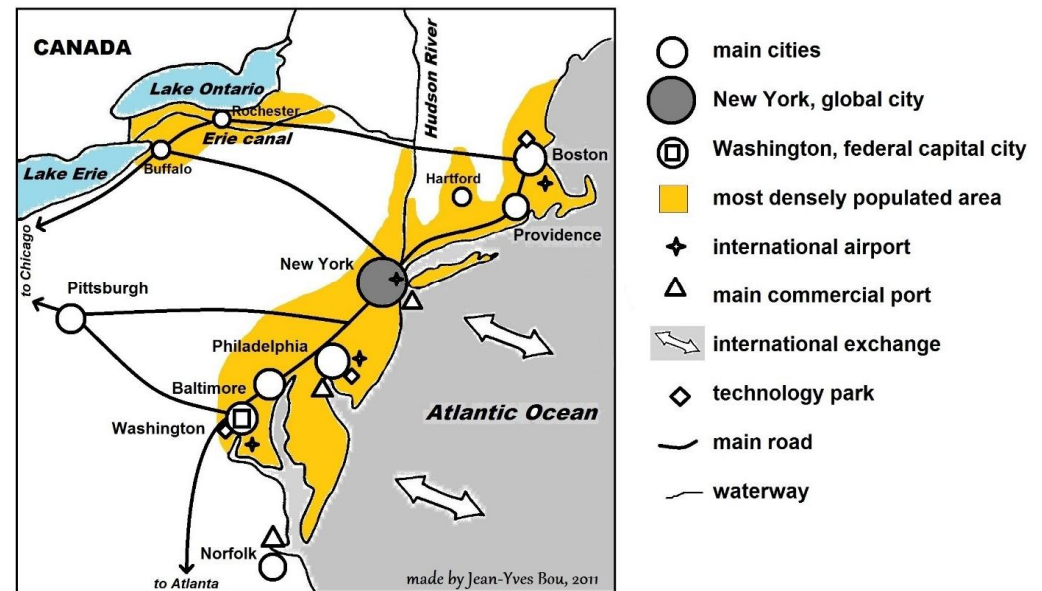 CANADA
Lake Ontario
Rochester
Erie canal
Hudson River
Lake Erie
Buffalo
Hartford
Boston
Providence
New York
to Chicago
Pittsburgh
Philadelphia
Baltimore
Washington
Atlantic Ocean
Norfolk
to Atlanta
made by Jean-Yves Bou, 2011
main cities
New York, global city
Washington, federal capital city
most densely populated area
international airport
main commercial port
international exchange
technology park
main road
waterway